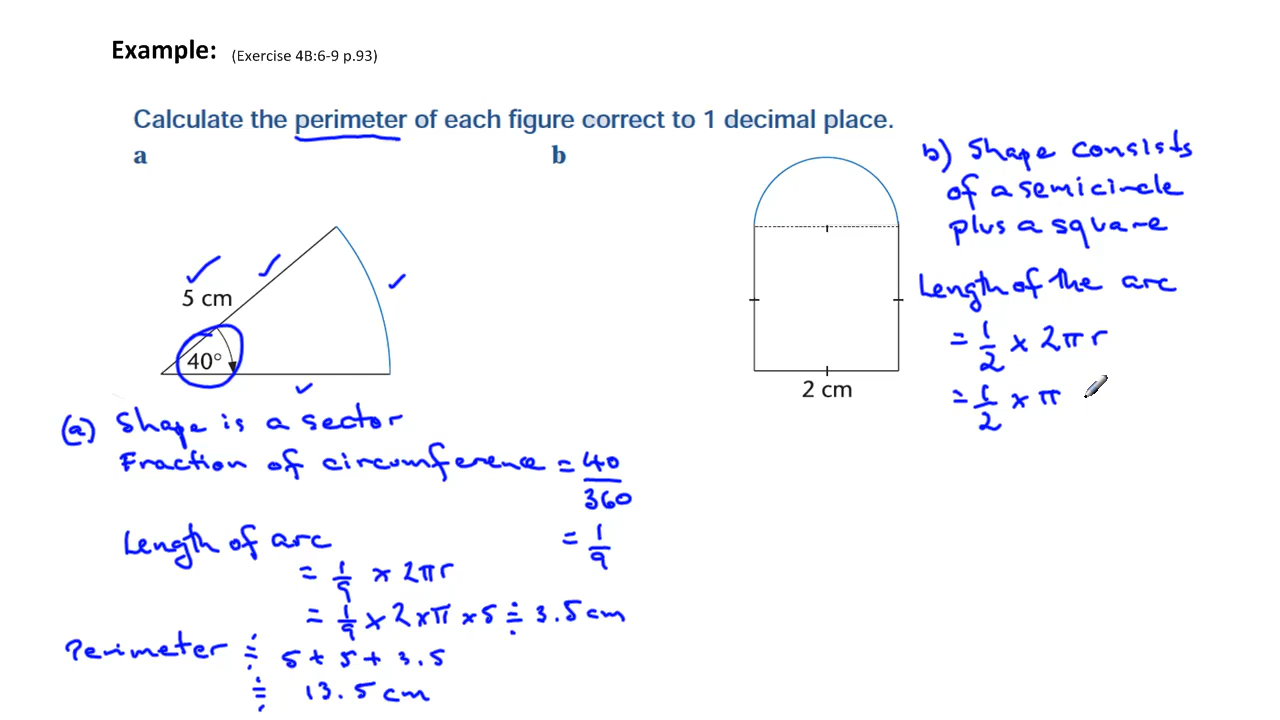 Example: (Exercise 4B:6-9 p.93)
Calculate the perimeter of each figure correct to 1 decimal place.
a
b
5 cm
40°
2 cm
(a) Shape is a sector
Fraction of circumference = 40/360
= 1/9
Length of arc
= 1/9 × 2πr
= 1/9 × 2 × π × 5 ≑ 3.5 cm
Perimeter ≑ 5 + 5 + 3.5
≑ 13.5 cm
b) Shape consists
of a semicircle
plus a square
Length of the arc
= 1/2 × 2πr
= 1/2 × π